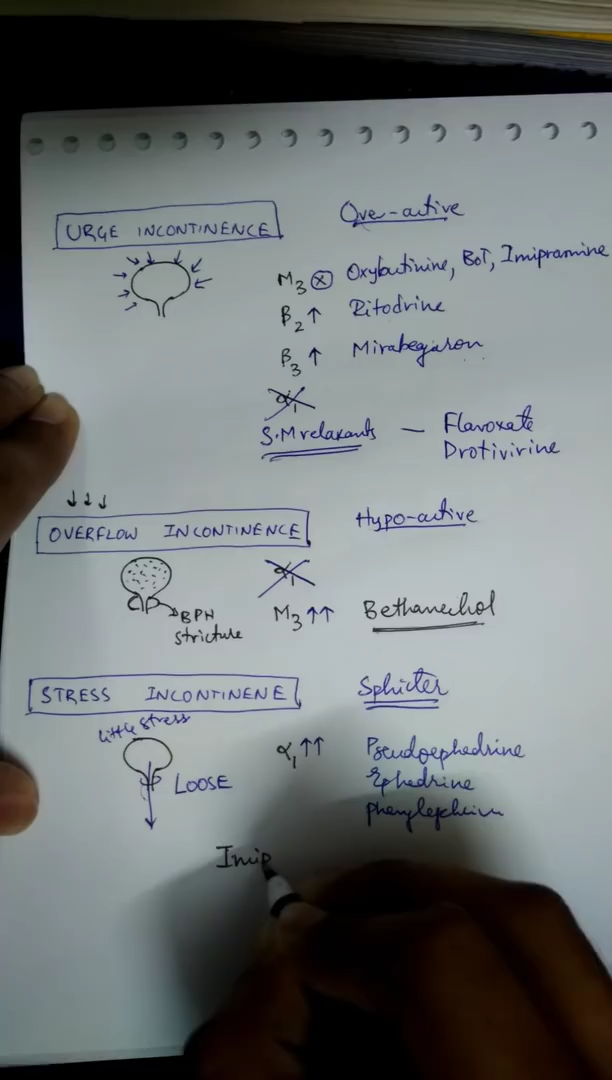 URGE INCONTINENCE
Over-active
M3 ⓧ Oxybutinine, BoT, Imipramine
β2 ↑ Ritodrine
β3 ↑ Mirabegaron
α1
S.M relaxants — Flavoxate
Drotivirine
↓ ↓ ↓
OVERFLOW INCONTINENCE
Hypo-active
α1
BPH
stricture
M3 ↑↑ Bethanechol
STRESS INCONTINENE
Sphicter
little stress
LOOSE
α1 ↑↑ Pseudoephedrine
Ephedrine
Imip